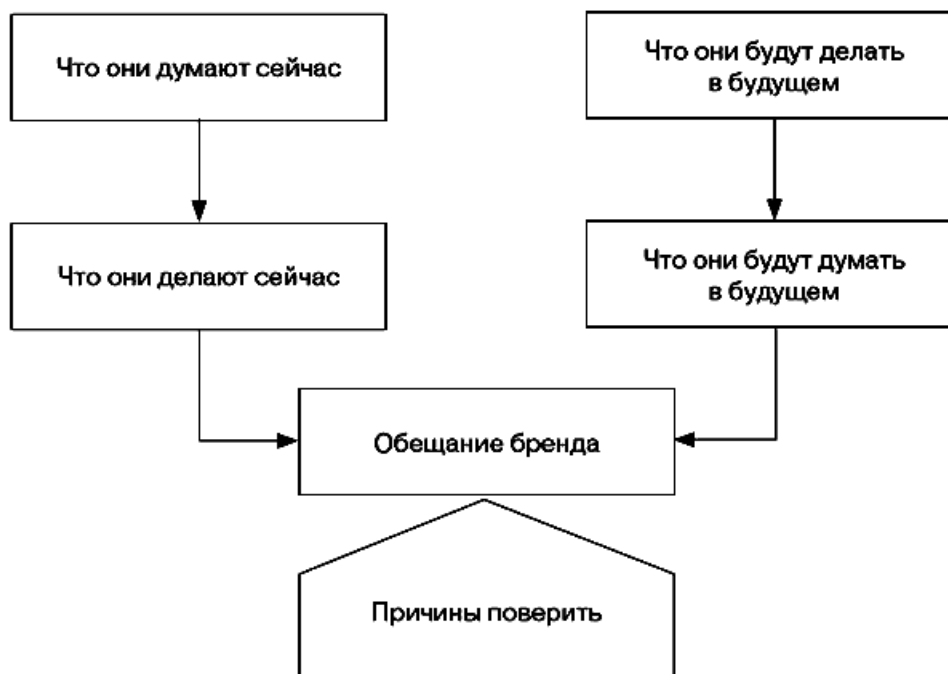 Что они думают сейчас
Что они будут делать
в будущем
Что они делают сейчас
Что они будут думать
в будущем
Обещание бренда
Причины поверить